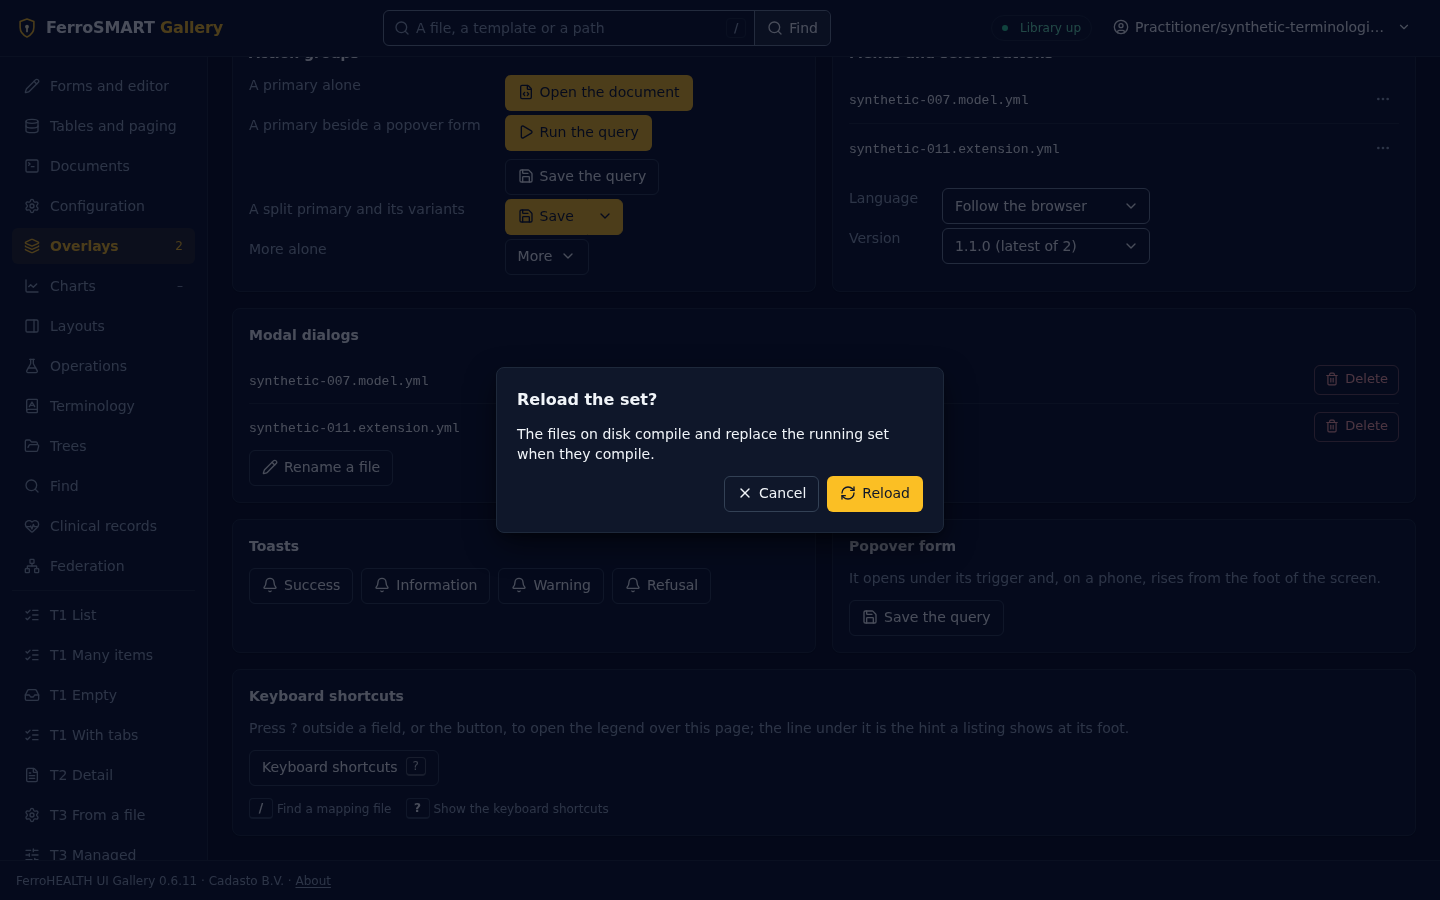 FerroSMART Gallery
A file, a template or a path
/
Find
Library up
Practitioner/synthetic-terminologi…
Forms and editor
Tables and paging
Documents
Configuration
Overlays 2
Charts –
Layouts
Operations
Terminology
Trees
Find
Clinical records
Federation
T1 List
T1 Many items
T1 Empty
T1 With tabs
T2 Detail
T3 From a file
T3 Managed
A primary alone
Open the document
A primary beside a popover form
Run the query
Save the query
A split primary and its variants
Save
More alone
More
synthetic-007.model.yml
synthetic-011.extension.yml
Language
Follow the browser
Version
1.1.0 (latest of 2)
Modal dialogs
synthetic-007.model.yml
Delete
synthetic-011.extension.yml
Delete
Rename a file
Reload the set?
The files on disk compile and replace the running set
when they compile.
Cancel
Reload
Toasts
Success
Information
Warning
Refusal
Popover form
It opens under its trigger and, on a phone, rises from the foot of the screen.
Save the query
Keyboard shortcuts
Press ? outside a field, or the button, to open the legend over this page; the line under it is the hint a listing shows at its foot.
Keyboard shortcuts ?
/ Find a mapping file ? Show the keyboard shortcuts
FerroHEALTH UI Gallery 0.6.11 · Cadasto B.V. · About